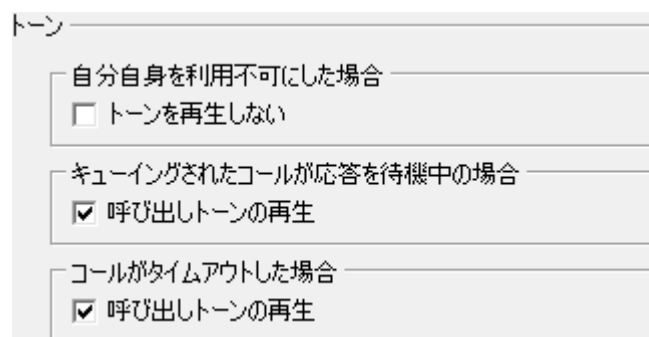 トーン
自分自身を利用不可にした場合
トーンを再生しない
キューイングされたコールが応答を待機中の場合
呼び出しトーンの再生
コールがタイムアウトした場合
呼び出しトーンの再生